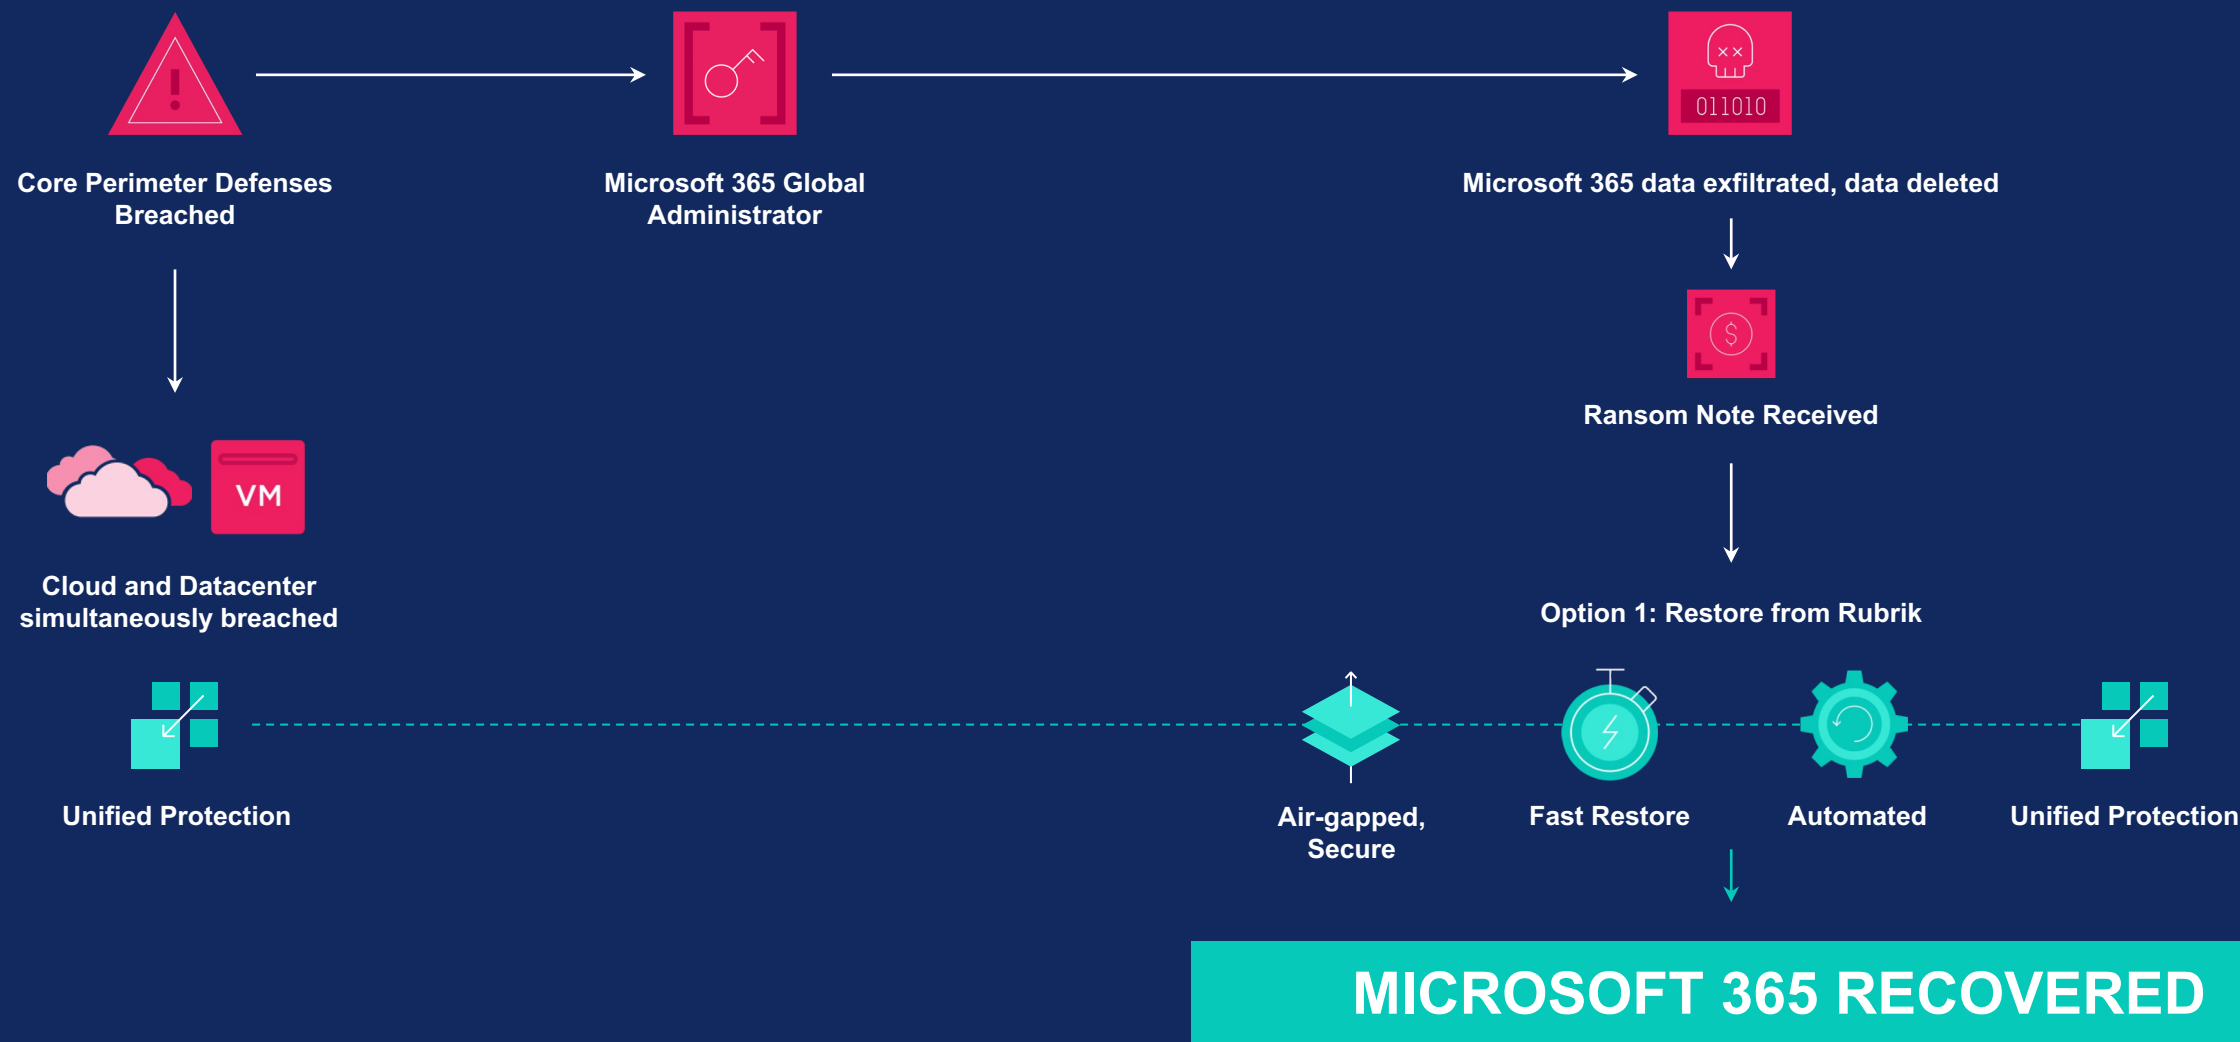 011010
Core Perimeter Defenses
Breached
Microsoft 365 Global
Administrator
Microsoft 365 data exfiltrated, data deleted
$
Ransom Note Received
VM
Cloud and Datacenter
simultaneously breached
Option 1: Restore from Rubrik
Unified Protection
Air-gapped,
Secure
Fast Restore
Automated
Unified Protection
MICROSOFT 365 RECOVERED